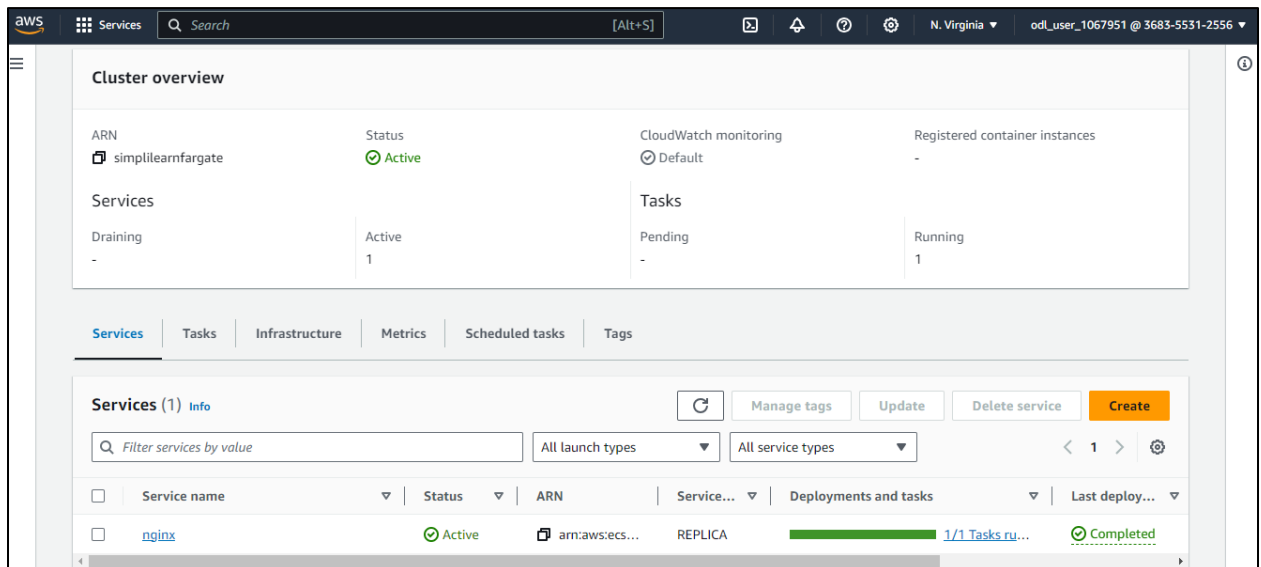 aws Services Search [Alt+S] N. Virginia odl_user_1067951 @ 3683-5531-2556
Cluster overview
ARN Status CloudWatch monitoring Registered container instances
simplilearnfargate Active Default -
Services Tasks
Draining Active Pending Running
- 1 - 1
Services Tasks Infrastructure Metrics Scheduled tasks Tags
Services (1) Info Manage tags Update Delete service Create
Filter services by value All launch types All service types 1
Service name Status ARN Service... Deployments and tasks Last deploy...
nginx Active arn:aws:ecs... REPLICA 1/1 Tasks ru... Completed